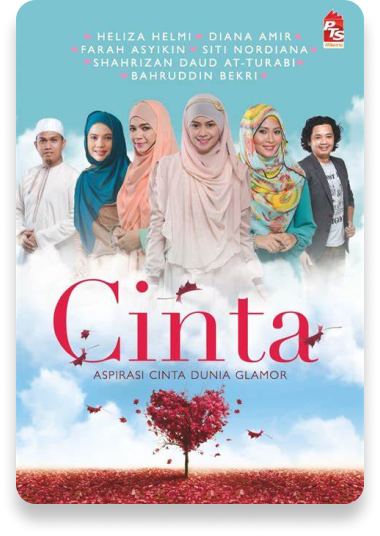 HELIZA HELMI DIANA AMIR
FARAH ASYIKIN SITI NORDIANA
SHAHRIZAN DAUD AT-TURABI
BAHRUDDIN BEKRI
PTS
Cinta
ASPIRASI CINTA DUNIA GLAMOR